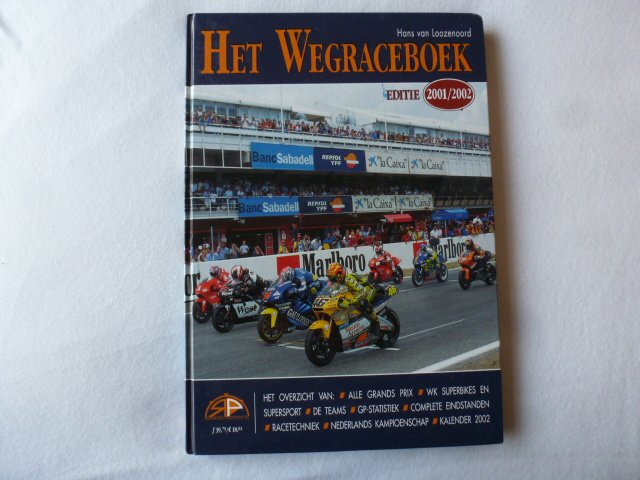 Hans van Loozenoord
HET WEGRACEBOEK
EDITIE 2001/2002
BancSabadell REPSOL YPF "la Caixa" "la Caixa"
BancSabadell REPSOL YPF "la Caixa" "la Caixa"
Marlboro Marlboro
HET OVERZICHT VAN: ALLE GRANDS PRIX WK SUPERBIKES EN
SUPERSPORT DE TEAMS GP-STATISTIEK COMPLETE EINDSTANDEN
RACETECHNIEK NEDERLANDS KAMPIOENSCHAP KALENDER 2002